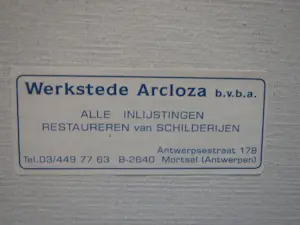 Werkstede Arcloza b.v.b.a.
ALLE INLIJSTINGEN
RESTAUREREN van SCHILDERIJEN
Antwerpsestraat 178
Tel.03/449 77 63 B-2640 Mortsel (Antwerpen)